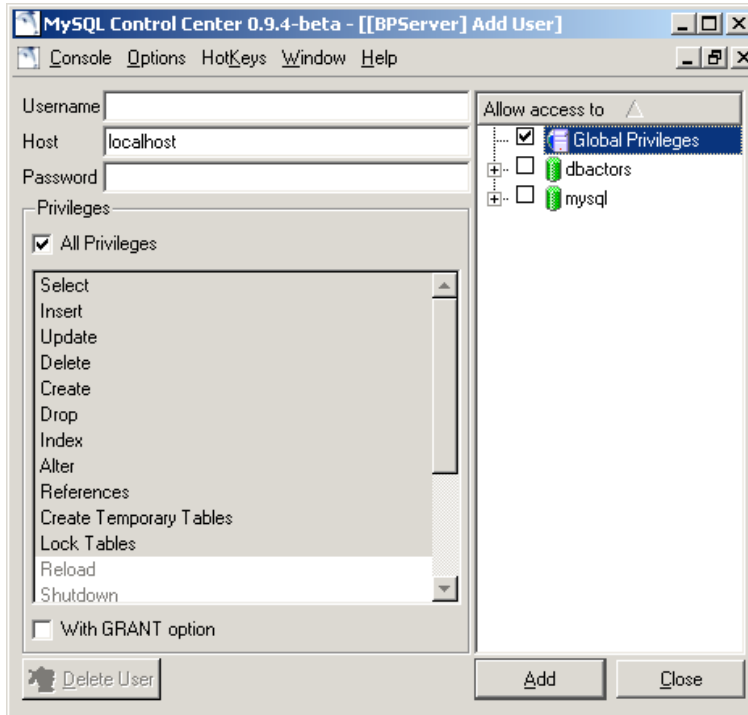 MySQL Control Center 0.9.4-beta - [[BPServer] Add User]
Console Options HotKeys Window Help
Username
Host localhost
Password
Privileges
All Privileges
Select
Insert
Update
Delete
Create
Drop
Index
Alter
References
Create Temporary Tables
Lock Tables
Reload
Shutdown
With GRANT option
Delete User
Allow access to
Global Privileges
dbactors
mysql
Add
Close